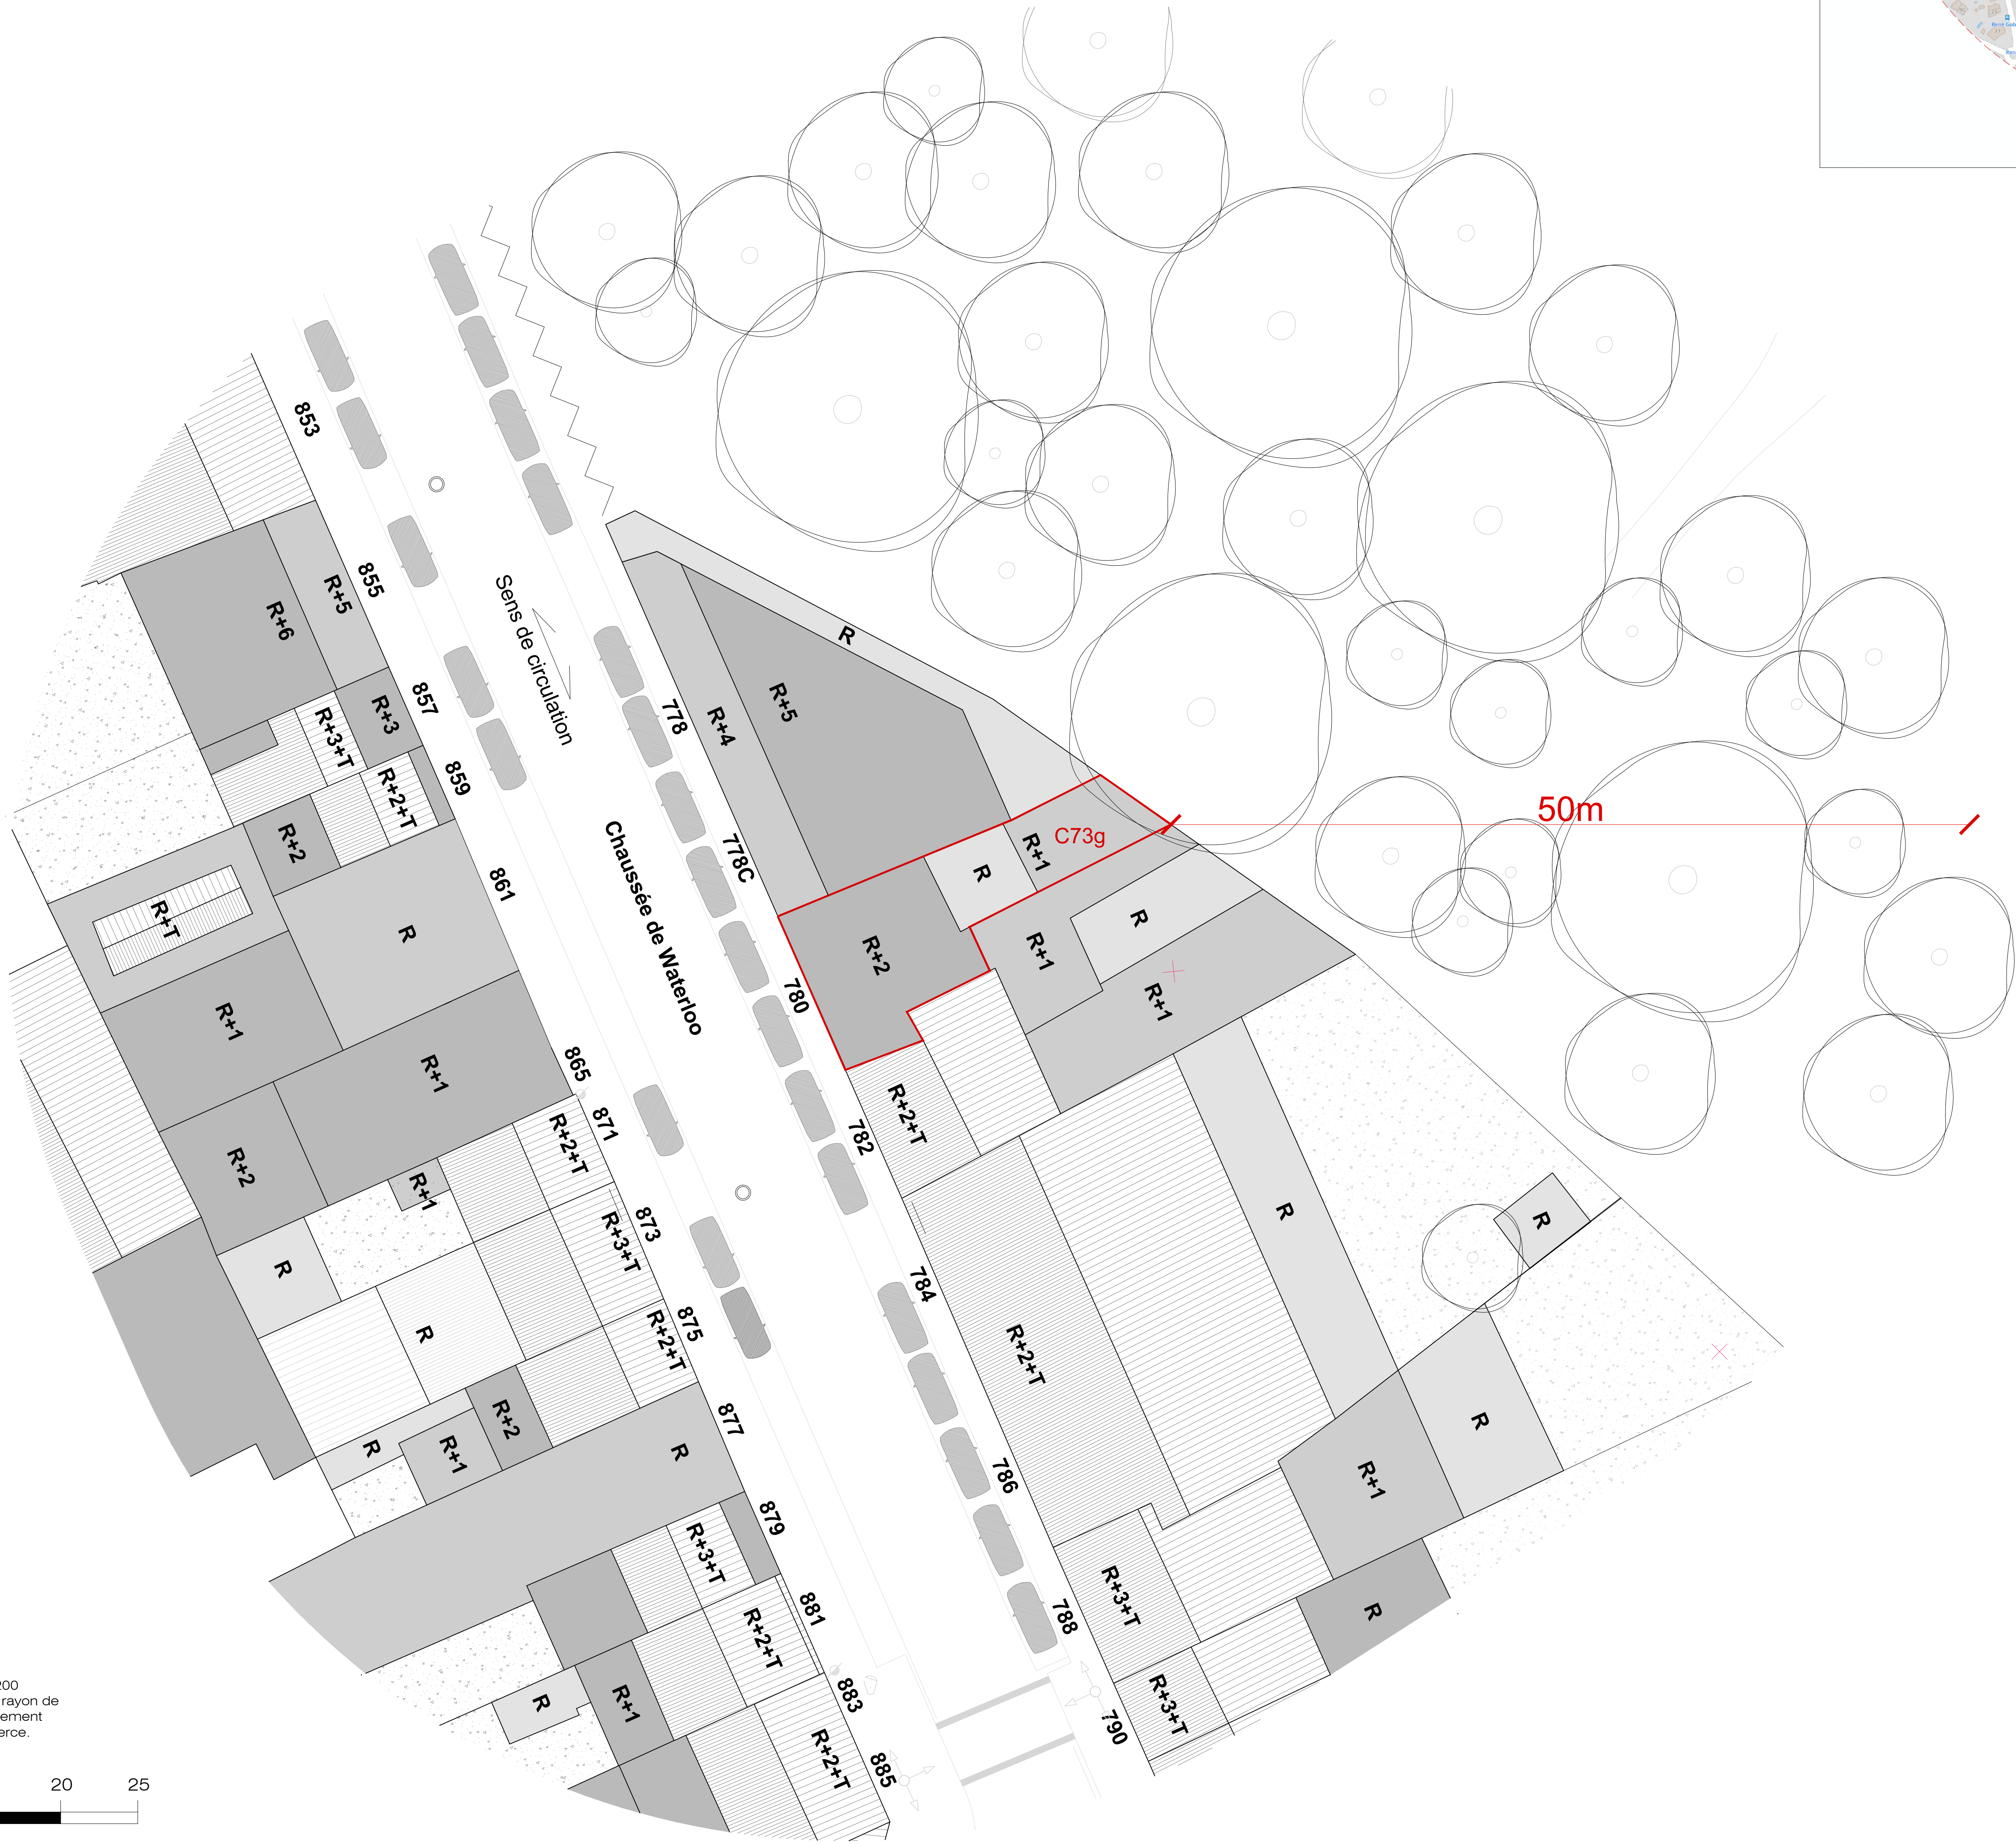 853
855
R+5
R+6
857
R+3
R+3+T
859
R+2+T
R+2
861
R
R+T
R+1
R+1
865
R+2
871
R+2+T
R+1
873
R+3+T
R
875
R+2+T
R
R
R+1
R+2
877
R
879
R+3+T
881
R+2+T
883
R
R+1
R+2+T
885
Sens de circulation
Chaussée de Waterloo
778
R+4
R+5
R
778C
C73g
R+1
R
50m
780
R+2
R+1
R
R+1
782
R+2+T
784
R+2+T
R
R
786
R+1
R
788
R+3+T
R
790
R+3+T
200
rayon de
ement
erce.
20 25